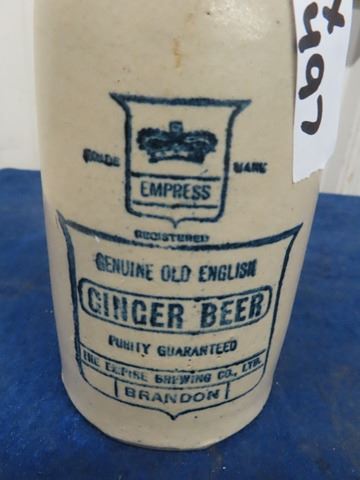 TRADE MARK
EMPRESS
REGISTERED
GENUINE OLD ENGLISH
GINGER BEER
PURITY GUARANTEED
THE EMPIRE BREWING CO., LTD.
BRANDON